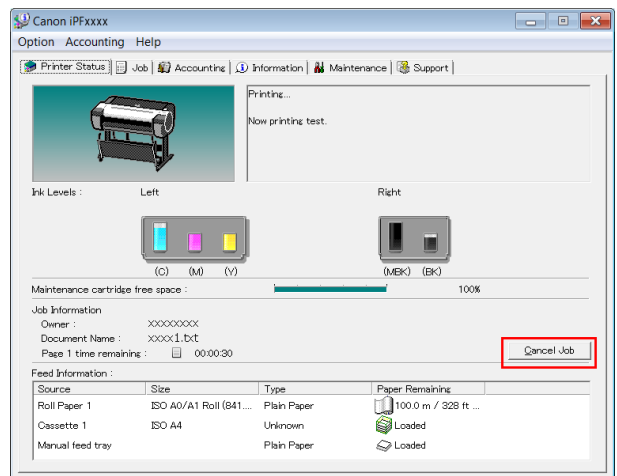 Canon iPFxxxx
Option Accounting Help
Printer Status Job Accounting Information Maintenance Support
Printing...
Now printing test.
Ink Levels : Left Right
(C) (M) (Y) (MBK) (BK)
Maintenance cartridge free space : 100%
Job Information
Owner : XXXXXXXX
Document Name : xxxx1.txt
Page 1 time remaining : 00:00:30
Cancel Job
Feed Information :
Source Size Type Paper Remaining
Roll Paper 1 ISO A0/A1 Roll (841.... Plain Paper 100.0 m / 328 ft ...
Cassette 1 ISO A4 Unknown Loaded
Manual feed tray Plain Paper Loaded